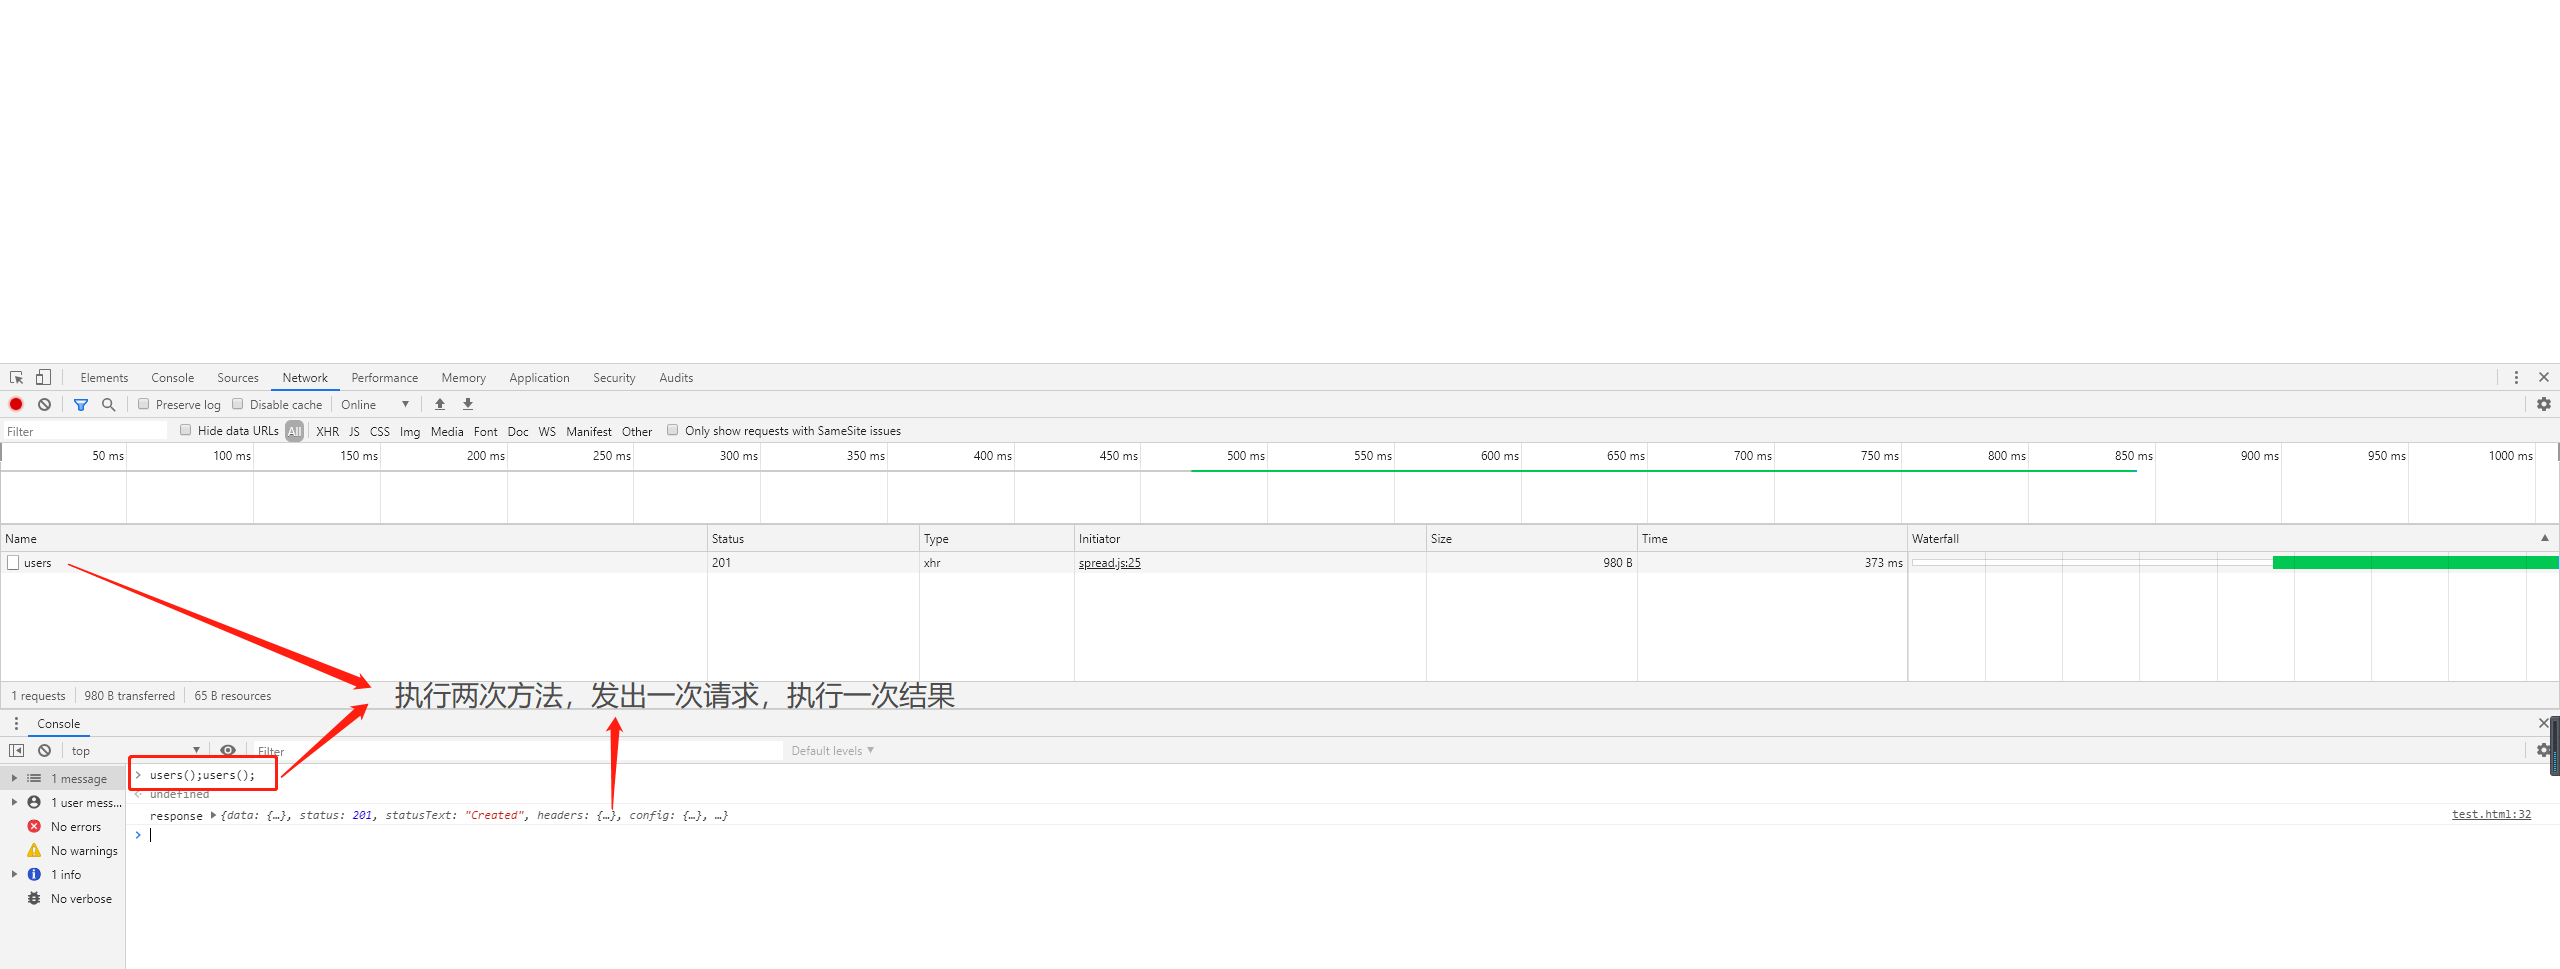 Elements Console Sources Network Performance Memory Application Security Audits
Preserve log Disable cache Online
Filter Hide data URLs All XHR JS CSS Img Media Font Doc WS Manifest Other Only show requests with SameSite issues
50 ms 100 ms 150 ms 200 ms 250 ms 300 ms 350 ms 400 ms 450 ms 500 ms 550 ms 600 ms 650 ms 700 ms 750 ms 800 ms 850 ms 900 ms 950 ms 1000 ms
Name Status Type Initiator Size Time Waterfall
users 201 xhr spread.js:25 980 B 373 ms
1 requests 980 B transferred 65 B resources
执行两次方法，发出一次请求，执行一次结果
Console
top Filter Default levels
1 message
1 user mess...
No errors
No warnings
1 info
No verbose
users();users();
undefined
response {data: {…}, status: 201, statusText: "Created", headers: {…}, config: {…}, …} test.html:32